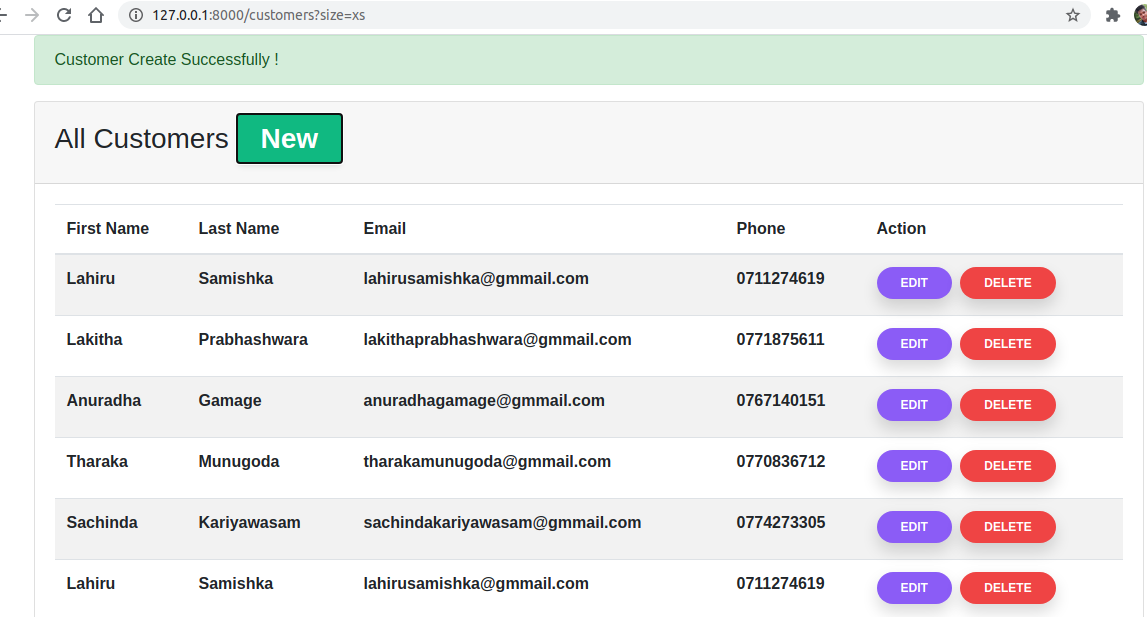 127.0.0.1:8000/customers?size=xs
Customer Create Successfully !
All Customers New
First Name Last Name Email Phone Action
Lahiru Samishka lahirusamishka@gmmail.com 0711274619 EDIT DELETE
Lakitha Prabhashwara lakithaprabhashwara@gmmail.com 0771875611 EDIT DELETE
Anuradha Gamage anuradhagamage@gmmail.com 0767140151 EDIT DELETE
Tharaka Munugoda tharakamunugoda@gmmail.com 0770836712 EDIT DELETE
Sachinda Kariyawasam sachindakariyawasam@gmmail.com 0774273305 EDIT DELETE
Lahiru Samishka lahirusamishka@gmmail.com 0711274619 EDIT DELETE